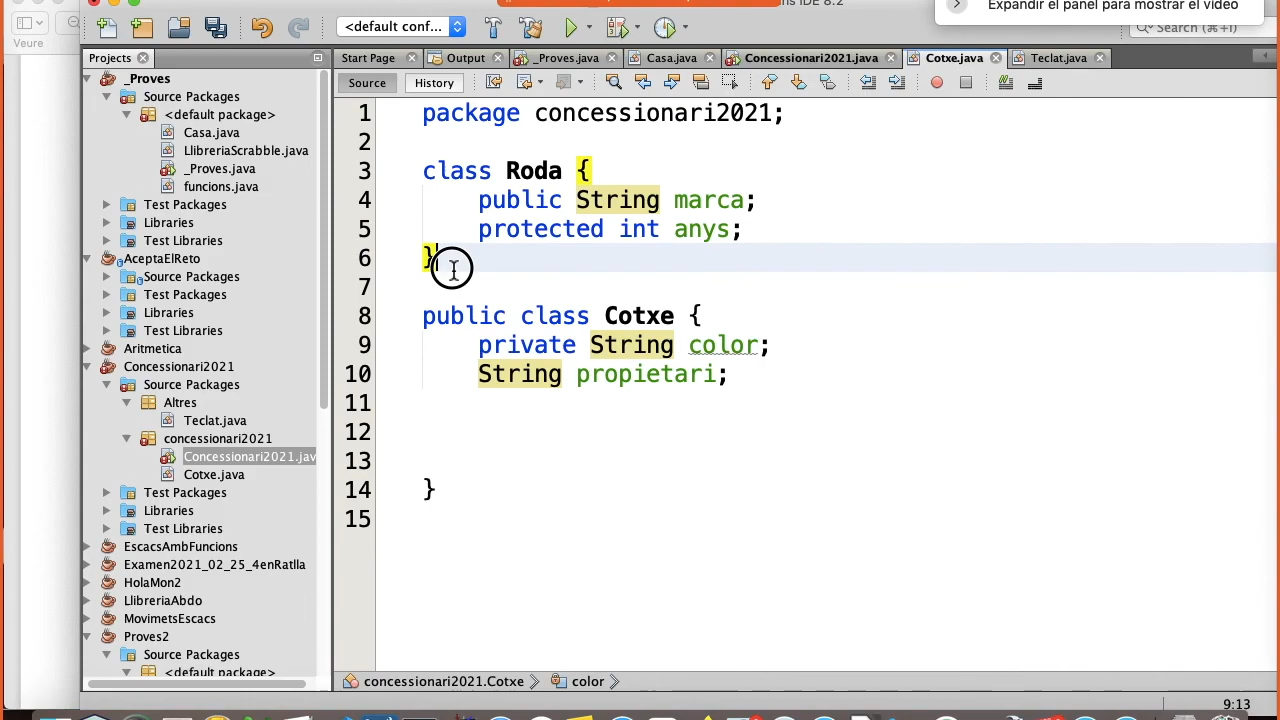 IDE 8.2
Expandir el panel para mostrar el vídeo
Veure
<default conf...
Search (⌘+I)
Projects
Start Page
Output
_Proves.java
Casa.java
Concessionari2021.java
Cotxe.java
Teclat.java
Source
History
_Proves
Source Packages
<default package>
Casa.java
LlibreriaScrabble.java
_Proves.java
funcions.java
Test Packages
Libraries
Test Libraries
AceptaElReto
Source Packages
Test Packages
Libraries
Test Libraries
Aritmetica
Concessionari2021
Source Packages
Altres
Teclat.java
concessionari2021
Concessionari2021.jav
Cotxe.java
Test Packages
Libraries
Test Libraries
EscacsAmbFuncions
Examen2021_02_25_4enRatlla
HolaMon2
LlibreriaAbdo
MovimetsEscacs
Proves2
Source Packages
<default package>
1 package concessionari2021;
2
3 class Roda {
4 public String marca;
5 protected int anys;
6 }
7
8 public class Cotxe {
9 private String color;
10 String propietari;
11
12
13
14 }
15
concessionari2021.Cotxe
color
9:13